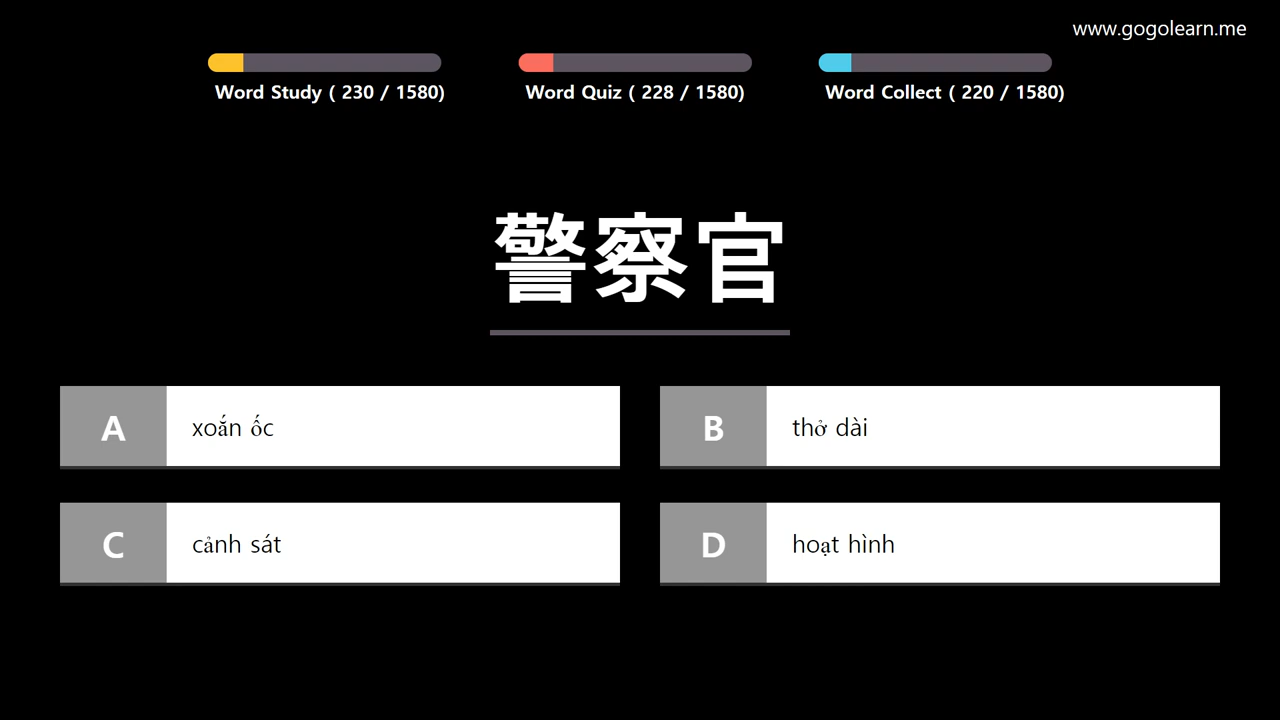 www.gogolearn.me
Word Study ( 230 / 1580)
Word Quiz ( 228 / 1580)
Word Collect ( 220 / 1580)
警察官
A xoắn ốc
B thở dài
C cảnh sát
D hoạt hình